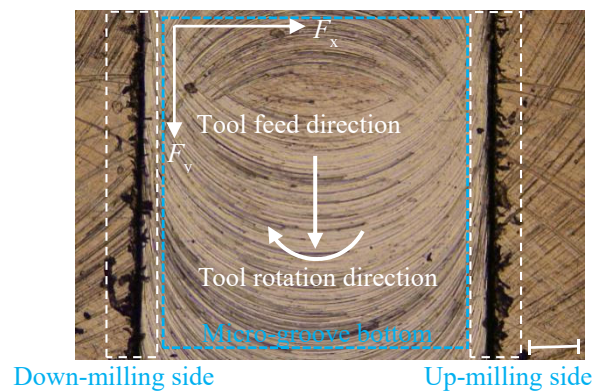 Fx
Tool feed direction
Fy
Tool rotation direction
Micro-groove bottom
Down-milling side
Up-milling side